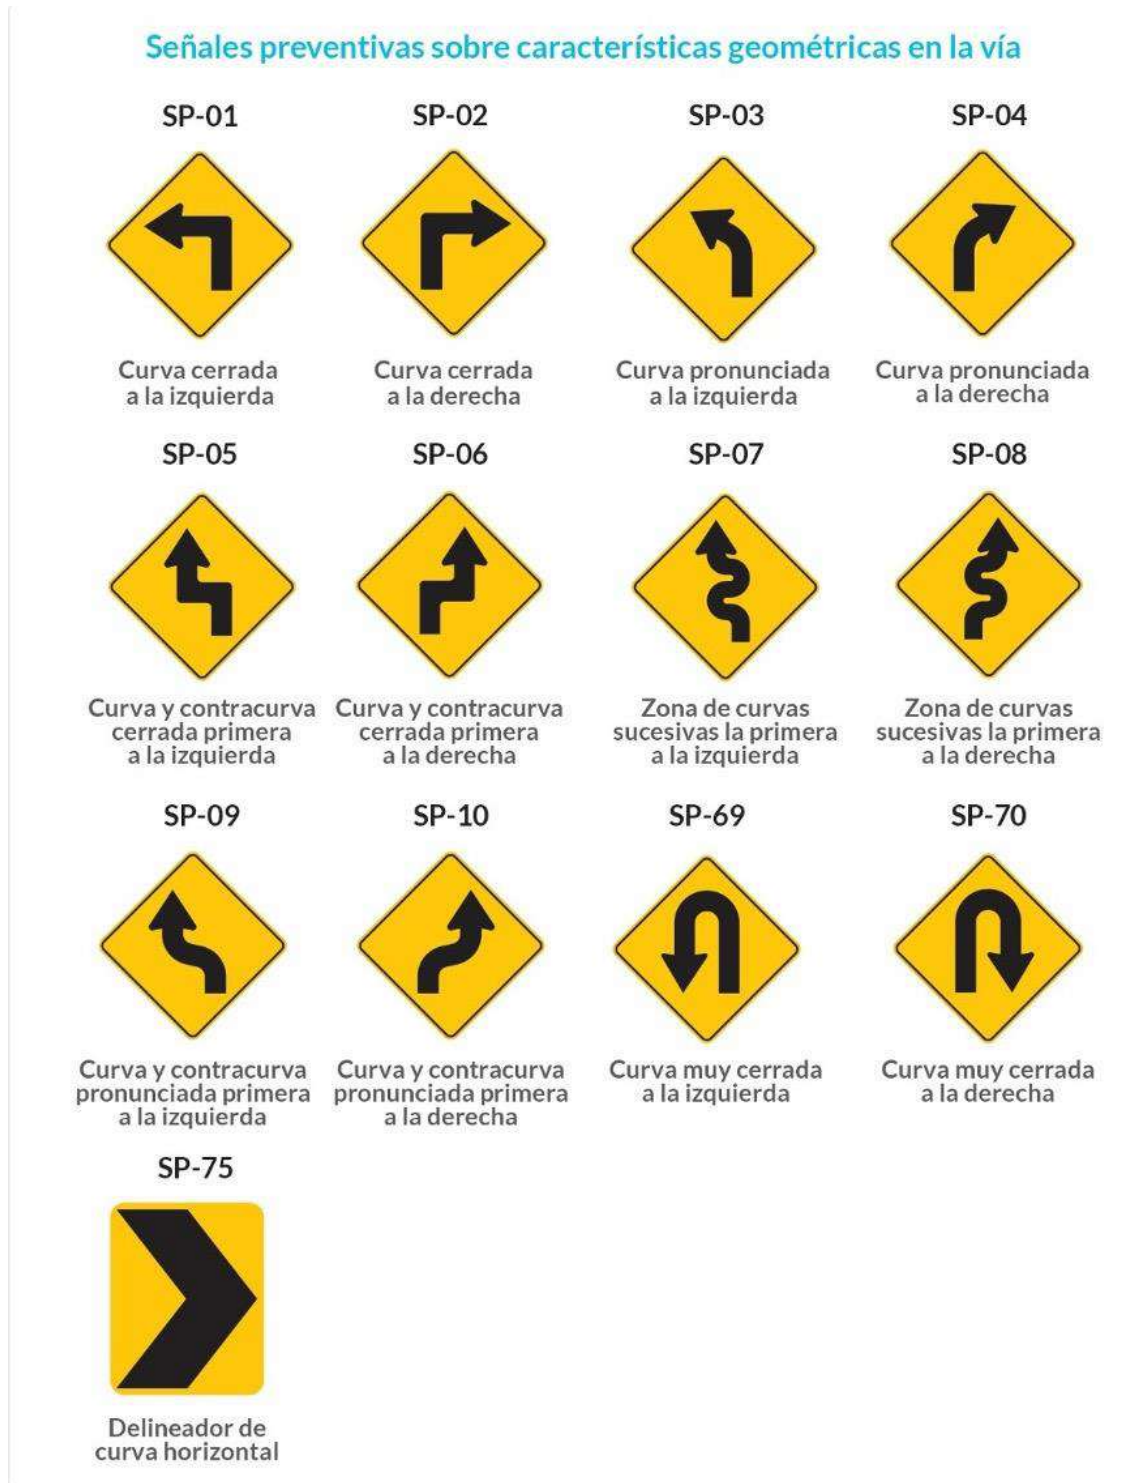 Señales preventivas sobre características geométricas en la vía
SP-01
SP-02
SP-03
SP-04
Curva cerrada
a la izquierda
Curva cerrada
a la derecha
Curva pronunciada
a la izquierda
Curva pronunciada
a la derecha
SP-05
SP-06
SP-07
SP-08
Curva y contracurva
cerrada primera
a la izquierda
Curva y contracurva
cerrada primera
a la derecha
Zona de curvas
sucesivas la primera
a la izquierda
Zona de curvas
sucesivas la primera
a la derecha
SP-09
SP-10
SP-69
SP-70
Curva y contracurva
pronunciada primera
a la izquierda
Curva y contracurva
pronunciada primera
a la derecha
Curva muy cerrada
a la izquierda
Curva muy cerrada
a la derecha
SP-75
Delineador de
curva horizontal